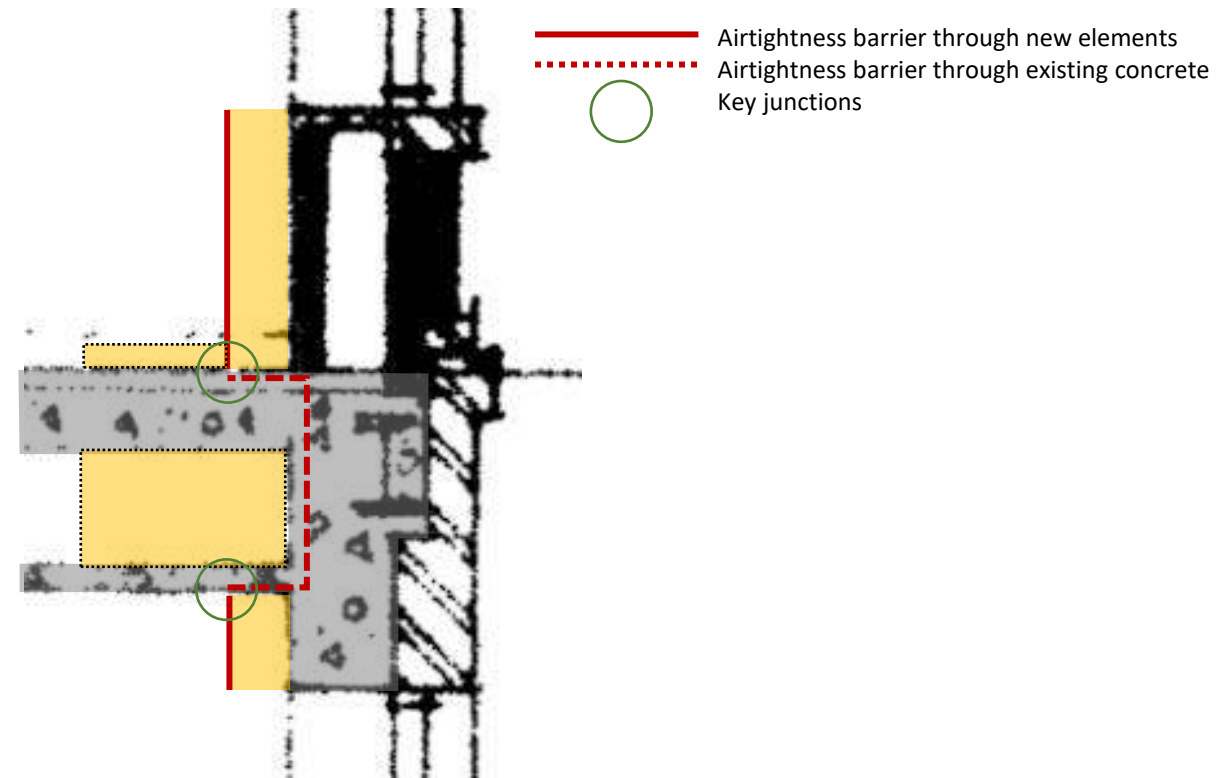 Airtightness barrier through new elements
Airtightness barrier through existing concrete
Key junctions